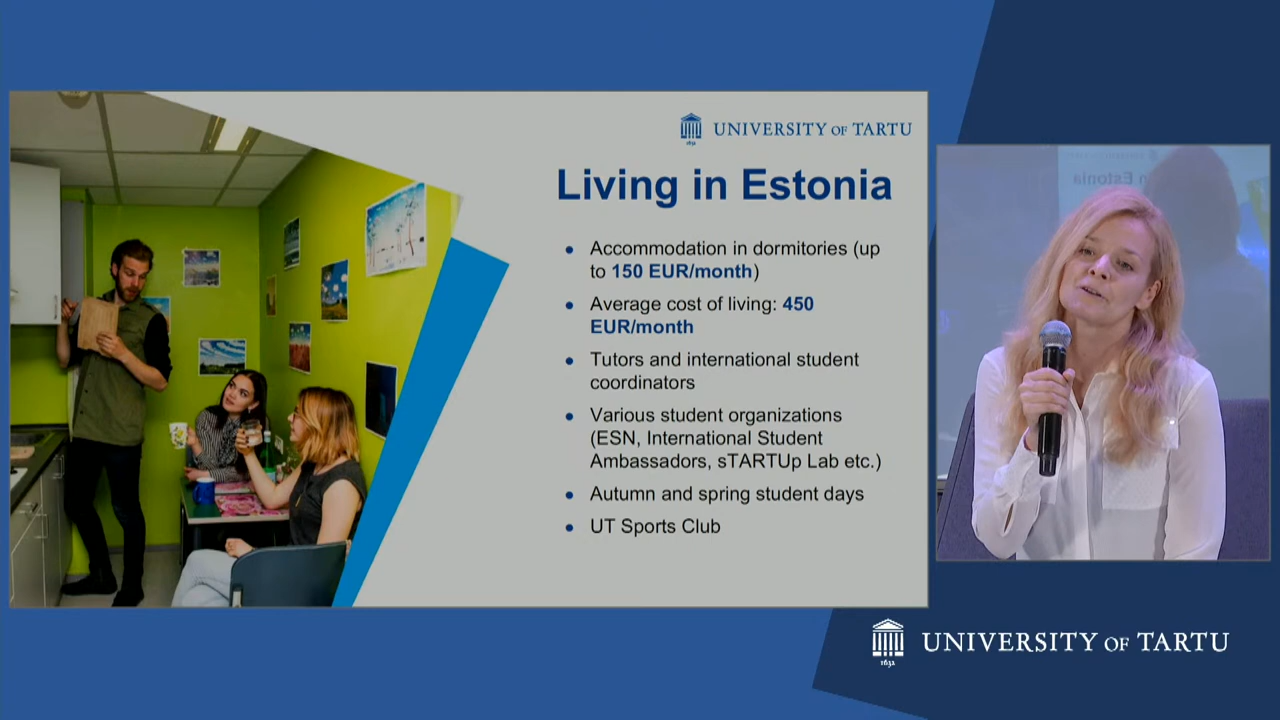 UNIVERSITY OF TARTU
1632
Living in Estonia
• Accommodation in dormitories (up
to 150 EUR/month)
• Average cost of living: 450
EUR/month
• Tutors and international student
coordinators
• Various student organizations
(ESN, International Student
Ambassadors, sTARTUp Lab etc.)
• Autumn and spring student days
• UT Sports Club
UNIVERSITY OF TARTU
1632